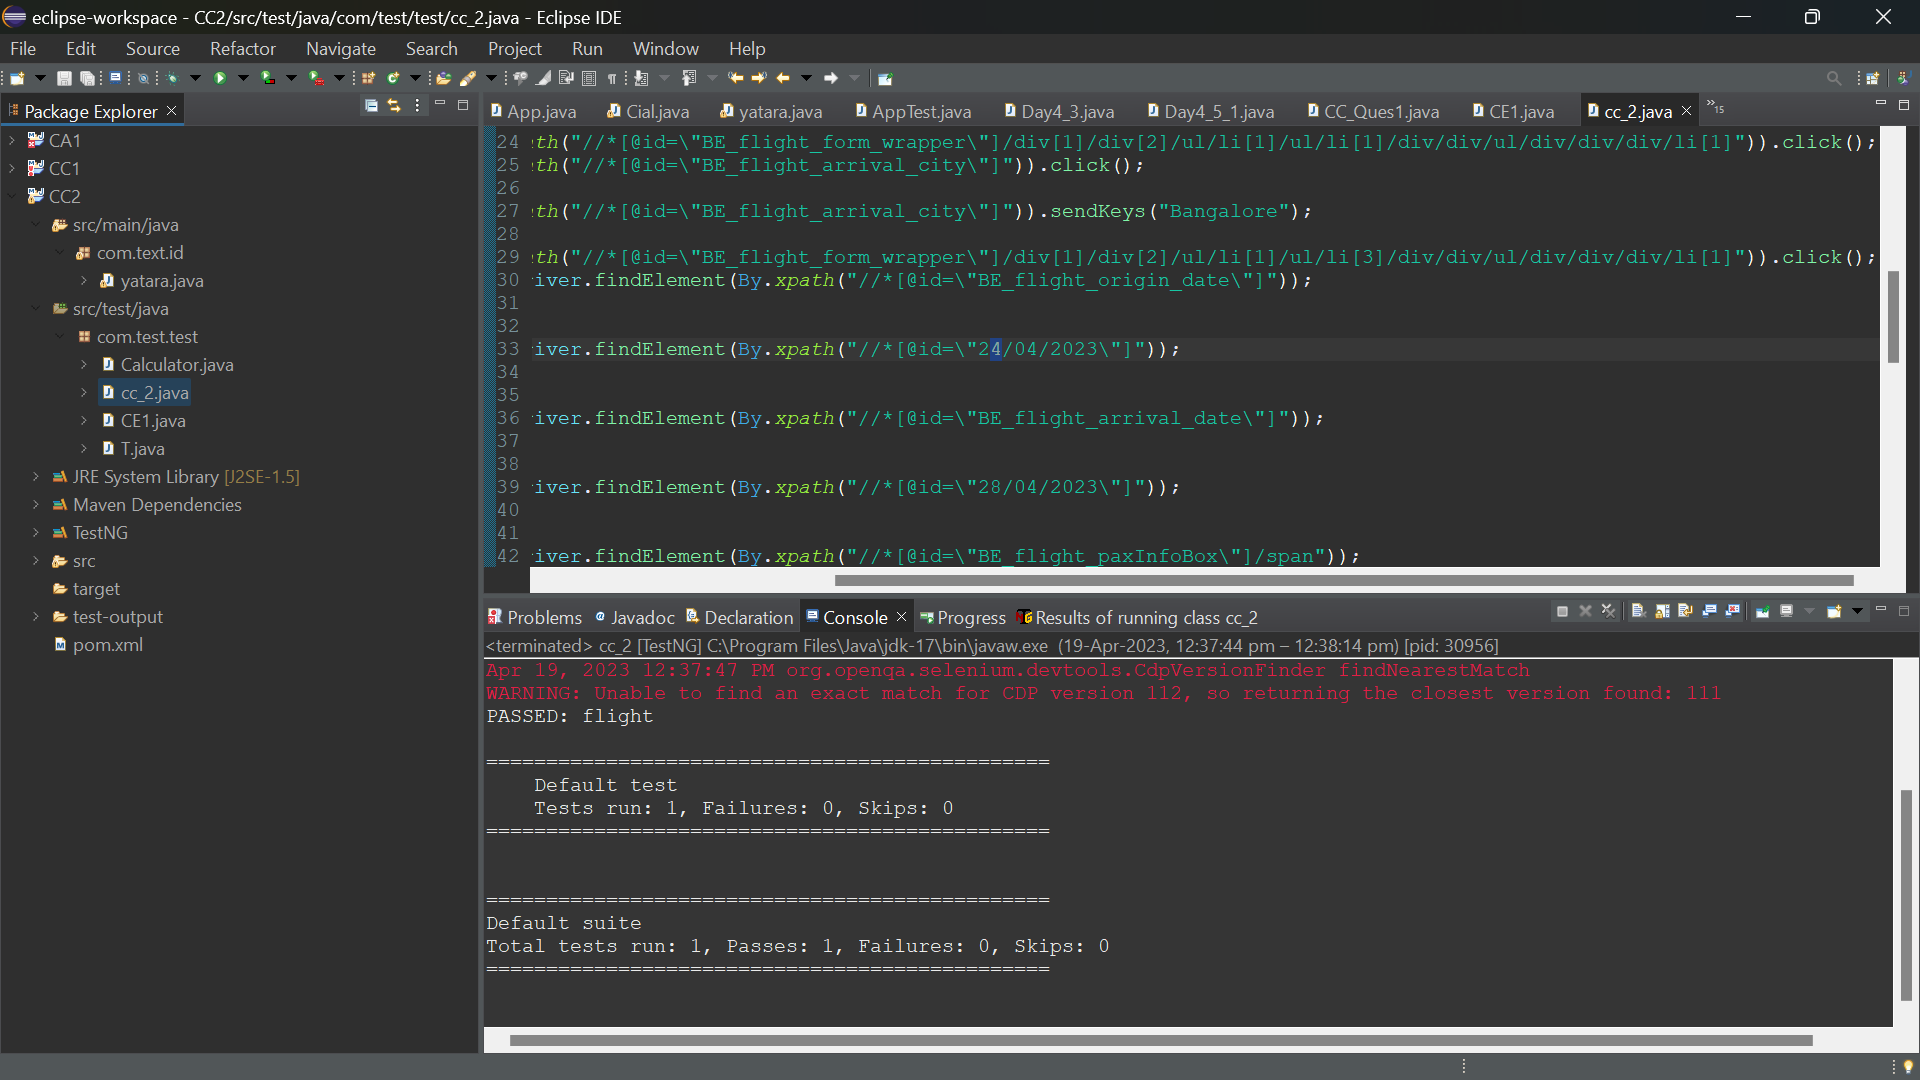 eclipse-workspace - CC2/src/test/java/com/test/test/cc_2.java - Eclipse IDE
File Edit Source Refactor Navigate Search Project Run Window Help
Package Explorer
CA1
CC1
CC2
src/main/java
com.text.id
yatara.java
src/test/java
com.test.test
Calculator.java
cc_2.java
CE1.java
T.java
JRE System Library [J2SE-1.5]
Maven Dependencies
TestNG
src
target
test-output
pom.xml
App.java Cial.java yatara.java AppTest.java Day4_3.java Day4_5_1.java CC_Ques1.java CE1.java cc_2.java »15
24 th("//*[@id=\"BE_flight_form_wrapper\"]/div[1]/div[2]/ul/li[1]/ul/li[1]/div/div/ul/div/div/div/li[1]")).click();
25 th("//*[@id=\"BE_flight_arrival_city\"]")).click();
26
27 th("//*[@id=\"BE_flight_arrival_city\"]")).sendKeys("Bangalore");
28
29 th("//*[@id=\"BE_flight_form_wrapper\"]/div[1]/div[2]/ul/li[1]/ul/li[3]/div/div/ul/div/div/div/li[1]")).click();
30 iver.findElement(By.xpath("//*[@id=\"BE_flight_origin_date\"]"));
31
32
33 iver.findElement(By.xpath("//*[@id=\"24/04/2023\"]"));
34
35
36 iver.findElement(By.xpath("//*[@id=\"BE_flight_arrival_date\"]"));
37
38
39 iver.findElement(By.xpath("//*[@id=\"28/04/2023\"]"));
40
41
42 iver.findElement(By.xpath("//*[@id=\"BE_flight_paxInfoBox\"]/span"));
Problems Javadoc Declaration Console Progress Results of running class cc_2
<terminated> cc_2 [TestNG] C:\Program Files\Java\jdk-17\bin\javaw.exe (19-Apr-2023, 12:37:44 pm – 12:38:14 pm) [pid: 30956]
Apr 19, 2023 12:37:47 PM org.openqa.selenium.devtools.CdpVersionFinder findNearestMatch
WARNING: Unable to find an exact match for CDP version 112, so returning the closest version found: 111
PASSED: flight
===============================================
Default test
Tests run: 1, Failures: 0, Skips: 0
===============================================
===============================================
Default suite
Total tests run: 1, Passes: 1, Failures: 0, Skips: 0
===============================================